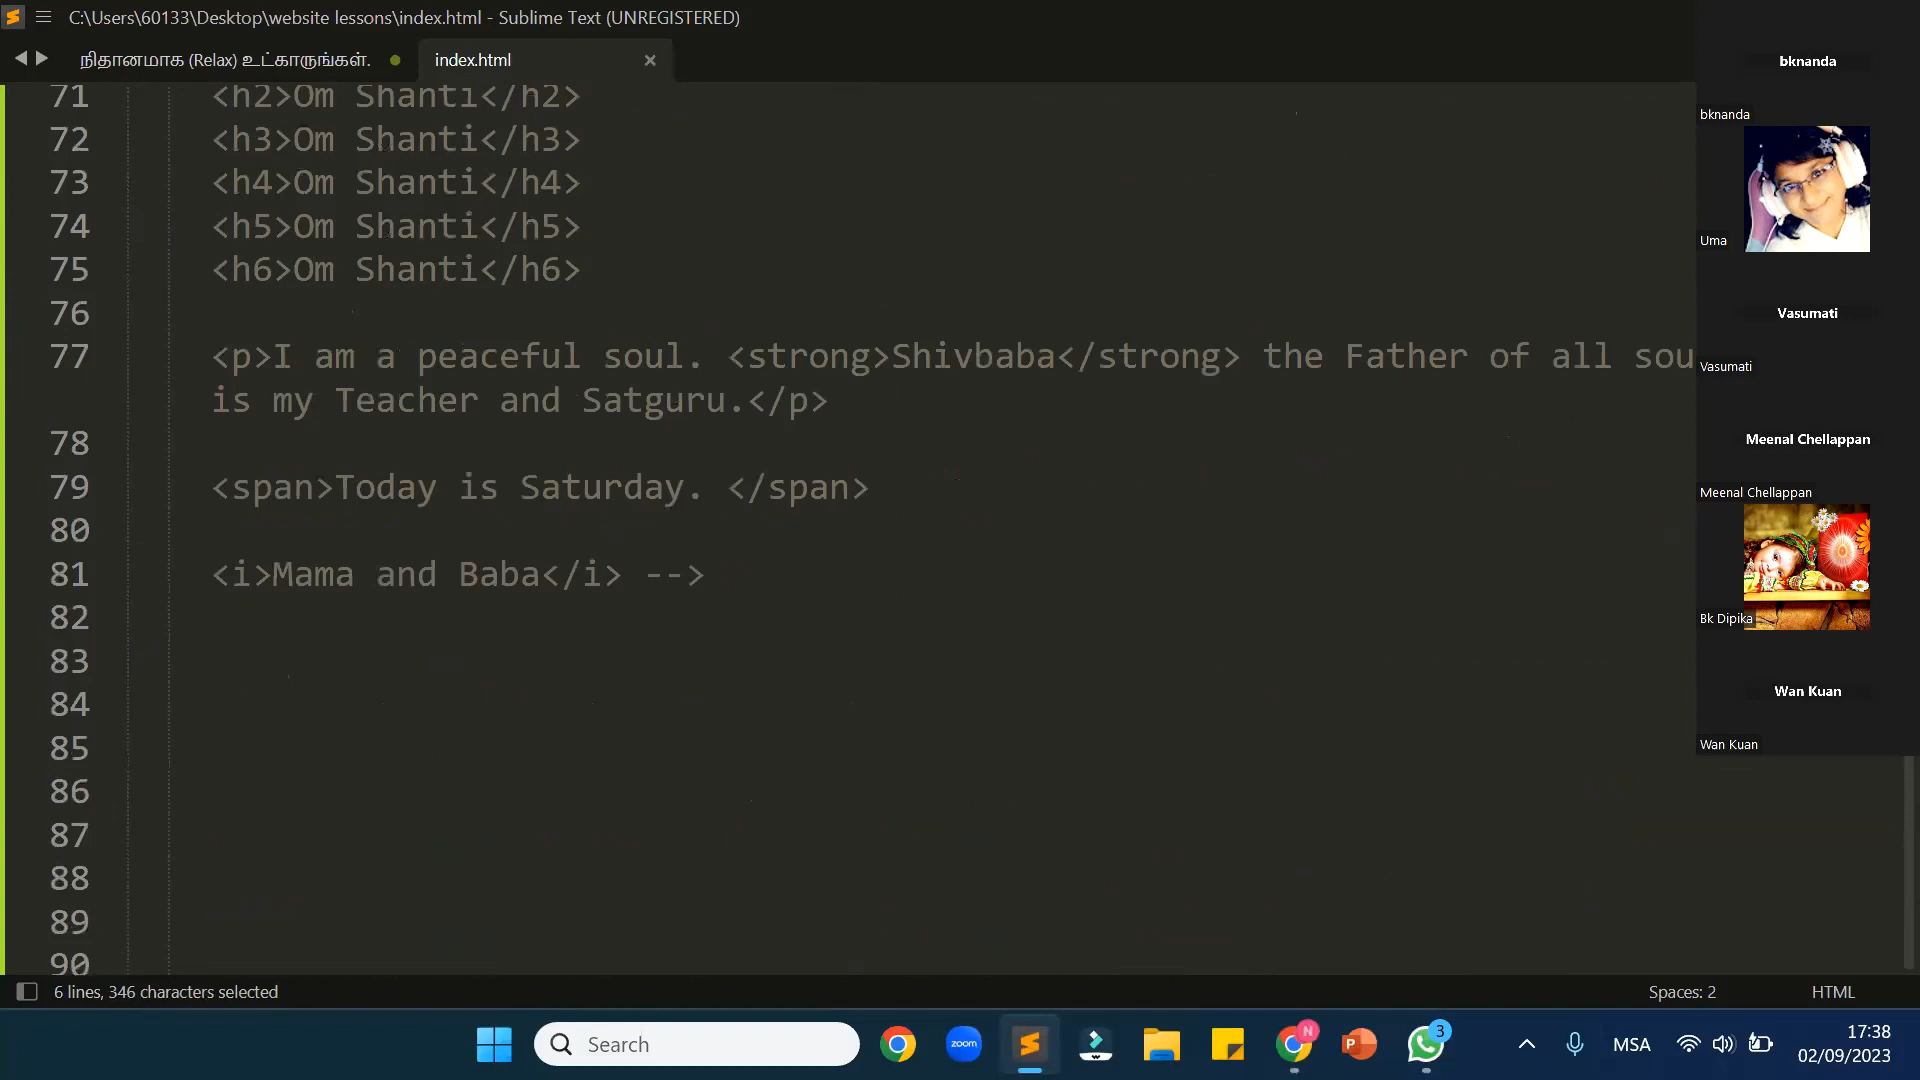 C:\Users\60133\Desktop\website lessons\index.html - Sublime Text (UNREGISTERED)
நிதானமாக (Relax) உட்காருங்கள்.
index.html
71 <h2>Om Shanti</h2>
72 <h3>Om Shanti</h3>
73 <h4>Om Shanti</h4>
74 <h5>Om Shanti</h5>
75 <h6>Om Shanti</h6>
76
77 <p>I am a peaceful soul. <strong>Shivbaba</strong> the Father of all sou
is my Teacher and Satguru.</p>
78
79 <span>Today is Saturday. </span>
80
81 <i>Mama and Baba</i> -->
82
83
84
85
86
87
88
89
90
bknanda
bknanda
Uma
Vasumati
Vasumati
Meenal Chellappan
Meenal Chellappan
Bk Dipika
Wan Kuan
Wan Kuan
6 lines, 346 characters selected
Spaces: 2
HTML
Search
zoom
N
P
3
MSA
17:38
02/09/2023